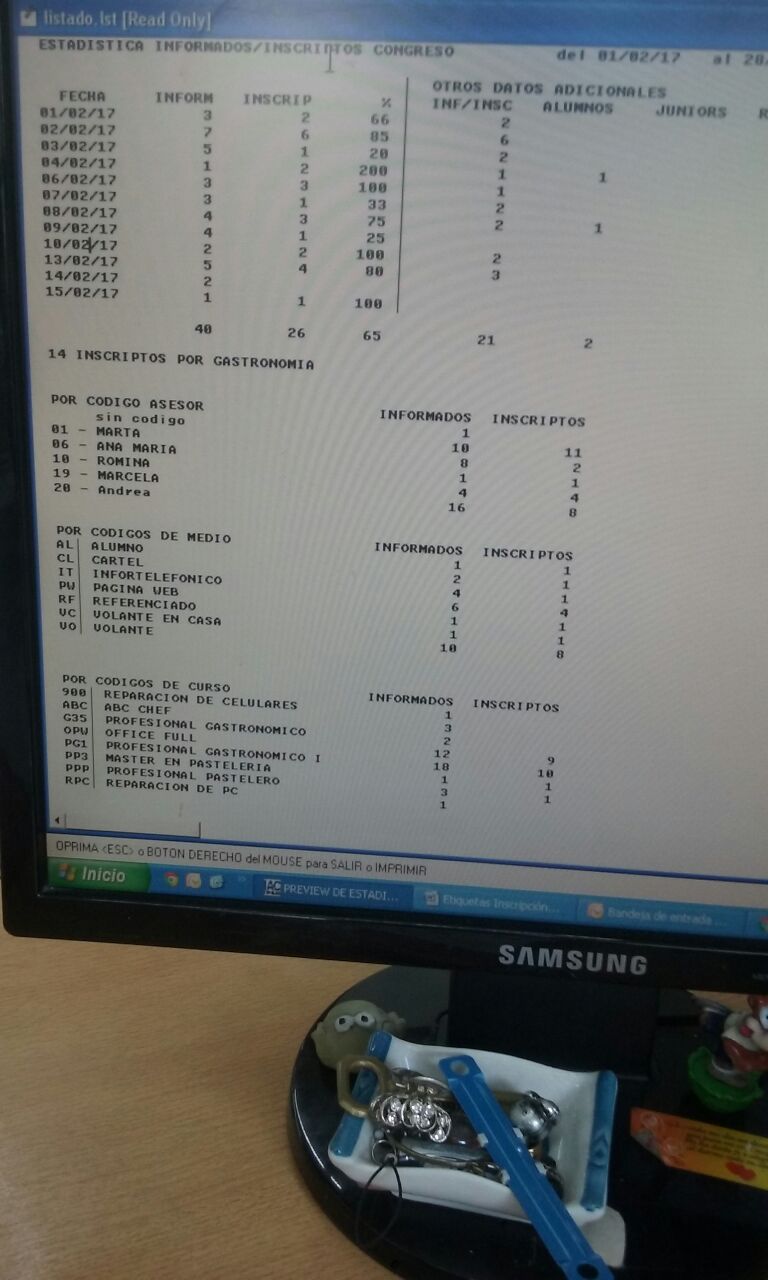 listado.lst [Read Only]
ESTADISTICA INFORMADOS/INSCRIPTOS CONGRESO del 01/02/17 al 28/
OTROS DATOS ADICIONALES
FECHA INFORM INSCRIP % INF/INSC ALUMNOS JUNIORS R
01/02/17 3 2 66 2
02/02/17 7 6 85 6
03/02/17 5 1 20 2
04/02/17 1 2 200 1 1
06/02/17 3 3 100 1
07/02/17 3 1 33 2
08/02/17 4 3 75 2 1
09/02/17 4 1 25
10/02/17 2 2 100 2
13/02/17 5 4 80 3
14/02/17 2
15/02/17 1 1 100
40 26 65 21 2
14 INSCRIPTOS POR GASTRONOMIA
POR CODIGO ASESOR INFORMADOS INSCRIPTOS
sin codigo 1
01 - MARTA 10 11
06 - ANA MARIA 8 2
10 - ROMINA 1 1
19 - MARCELA 4 4
20 - Andrea 16 8
POR CODIGOS DE MEDIO INFORMADOS INSCRIPTOS
AL| ALUMNO 1 1
CL| CARTEL 2 1
IT| INFORTELEFONICO 4 1
PW| PAGINA WEB 6 4
RF| REFERENCIADO 1 1
VC| VOLANTE EN CASA 1 1
VO| VOLANTE 10 8
POR CODIGOS DE CURSO INFORMADOS INSCRIPTOS
900| REPARACION DE CELULARES 1
ABC| ABC CHEF 3
G35| PROFESIONAL GASTRONOMICO 2
OPW| OFFICE FULL 12 9
PG1| PROFESIONAL GASTRONOMICO I 18 10
PP3| MASTER EN PASTELERIA 1 1
PPP| PROFESIONAL PASTELERO 3 1
RPC| REPARACION DE PC 1
OPRIMA <ESC> o BOTON DERECHO del MOUSE para SALIR o IMPRIMIR
Inicio PREVIEW DE ESTADI... Etiquetas Inscripción... Bandeja de entrada ...
SAMSUNG